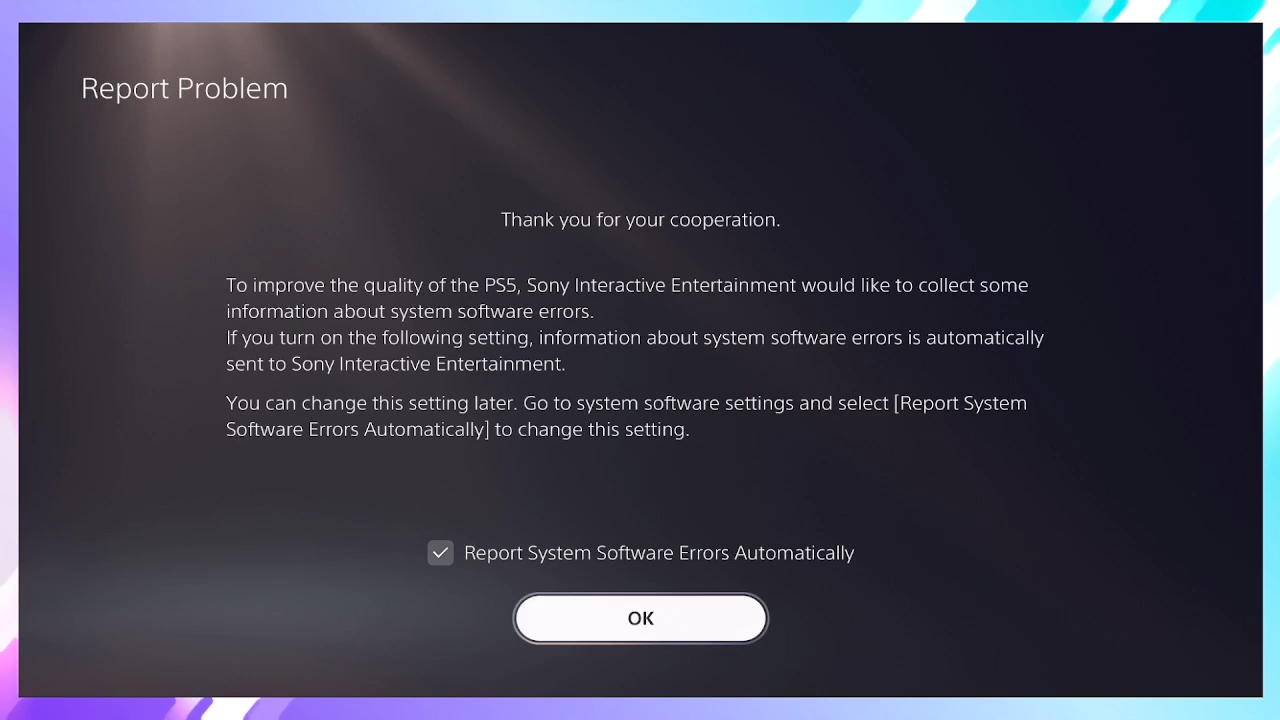 Report Problem
Thank you for your cooperation.
To improve the quality of the PS5, Sony Interactive Entertainment would like to collect some
information about system software errors.
If you turn on the following setting, information about system software errors is automatically
sent to Sony Interactive Entertainment.
You can change this setting later. Go to system software settings and select [Report System
Software Errors Automatically] to change this setting.
Report System Software Errors Automatically
OK